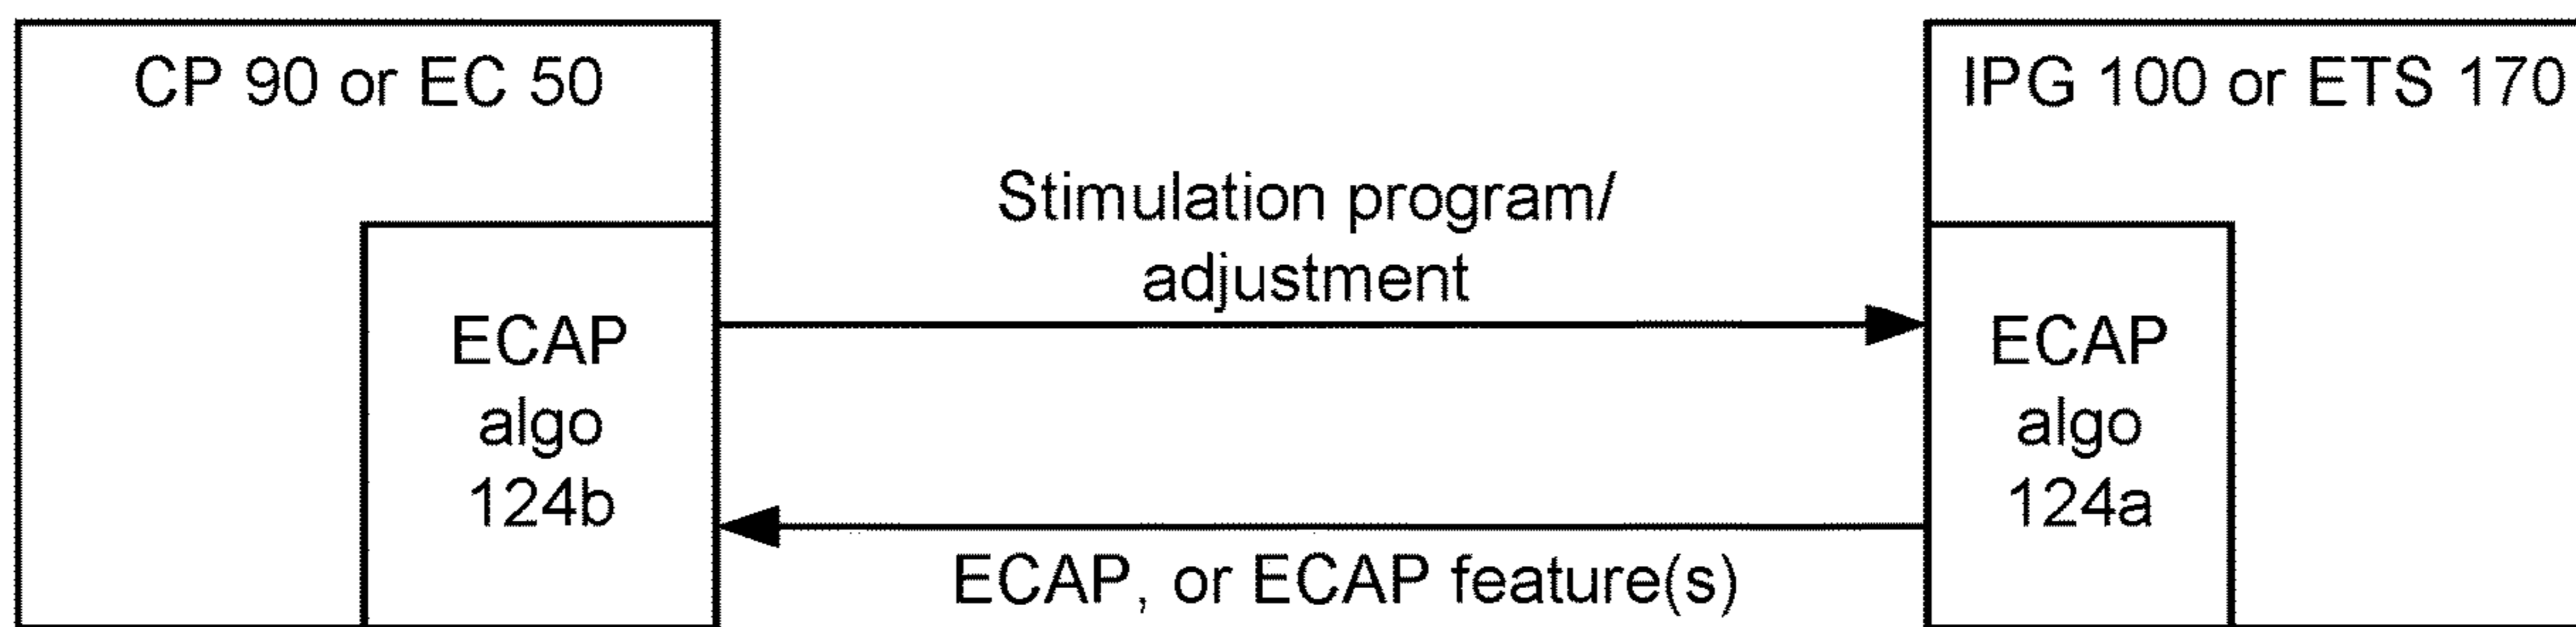 CP 90 or EC 50
IPG 100 or ETS 170
Stimulation program/
adjustment
ECAP
algo
124b
ECAP
algo
124a
ECAP, or ECAP feature(s)